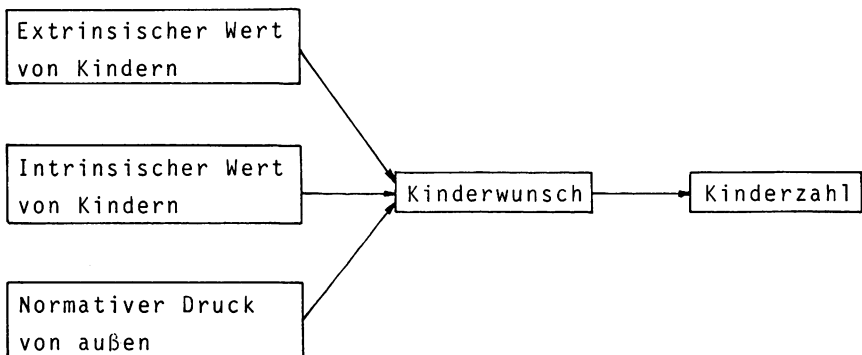 Extrinsischer Wert
von Kindern
Intrinsischer Wert
von Kindern
Kinderwunsch
Kinderzahl
Normativer Druck
von außen